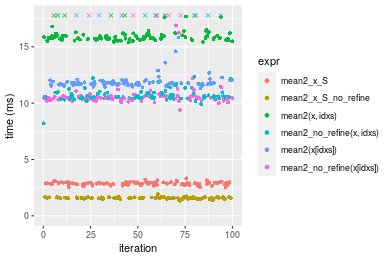 time (ms)
15
10
5
0
0
25
50
75
100
iteration
expr
mean2_x_S
mean2_x_S_no_refine
mean2(x, idxs)
mean2_no_refine(x, idxs)
mean2(x[idxs])
mean2_no_refine(x[idxs])